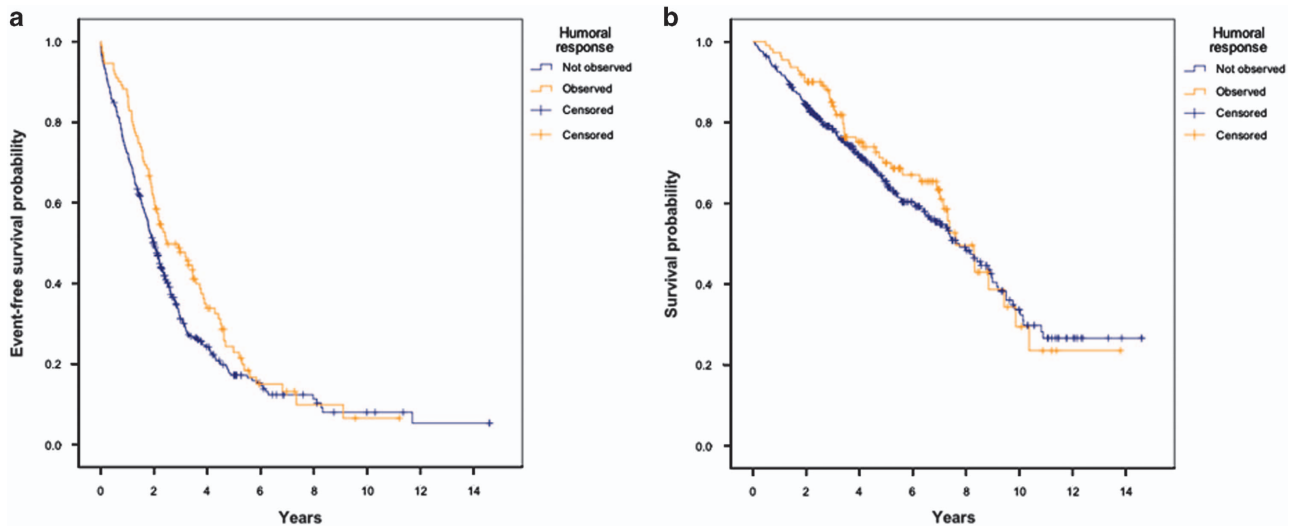 a
Event-free survival probability
1.0
0.8
0.6
0.4
0.2
0.0
0 2 4 6 8 10 12 14
Years
Humoral
response
Not observed
Observed
Censored
Censored
b
Survival probability
1.0
0.8
0.6
0.4
0.2
0.0
0 2 4 6 8 10 12 14
Years
Humoral
response
Not observed
Observed
Censored
Censored